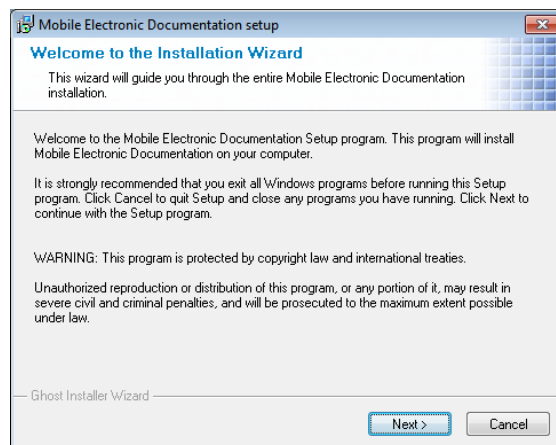 Mobile Electronic Documentation setup
Welcome to the Installation Wizard
This wizard will guide you through the entire Mobile Electronic Documentation
installation.
Welcome to the Mobile Electronic Documentation Setup program. This program will install
Mobile Electronic Documentation on your computer.
It is strongly recommended that you exit all Windows programs before running this Setup
program. Click Cancel to quit Setup and close any programs you have running. Click Next to
continue with the Setup program.
WARNING: This program is protected by copyright law and international treaties.
Unauthorized reproduction or distribution of this program, or any portion of it, may result in
severe civil and criminal penalties, and will be prosecuted to the maximum extent possible
under law.
Ghost Installer Wizard
Next > Cancel